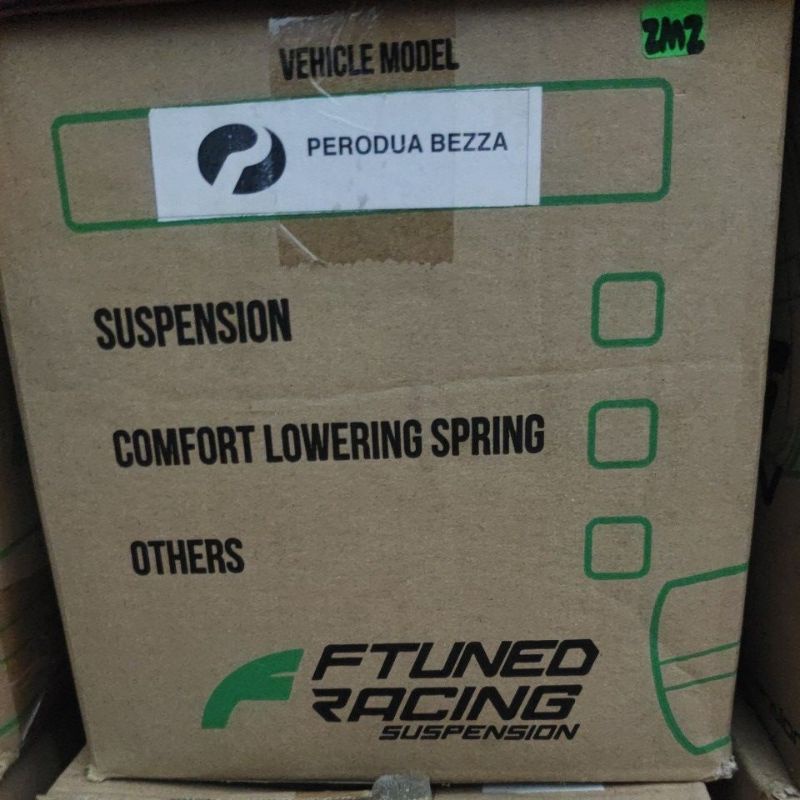 2M2
VEHICLE MODEL
PERODUA BEZZA
SUSPENSION
COMFORT LOWERING SPRING
OTHERS
FTUNED
RACING
SUSPENSION